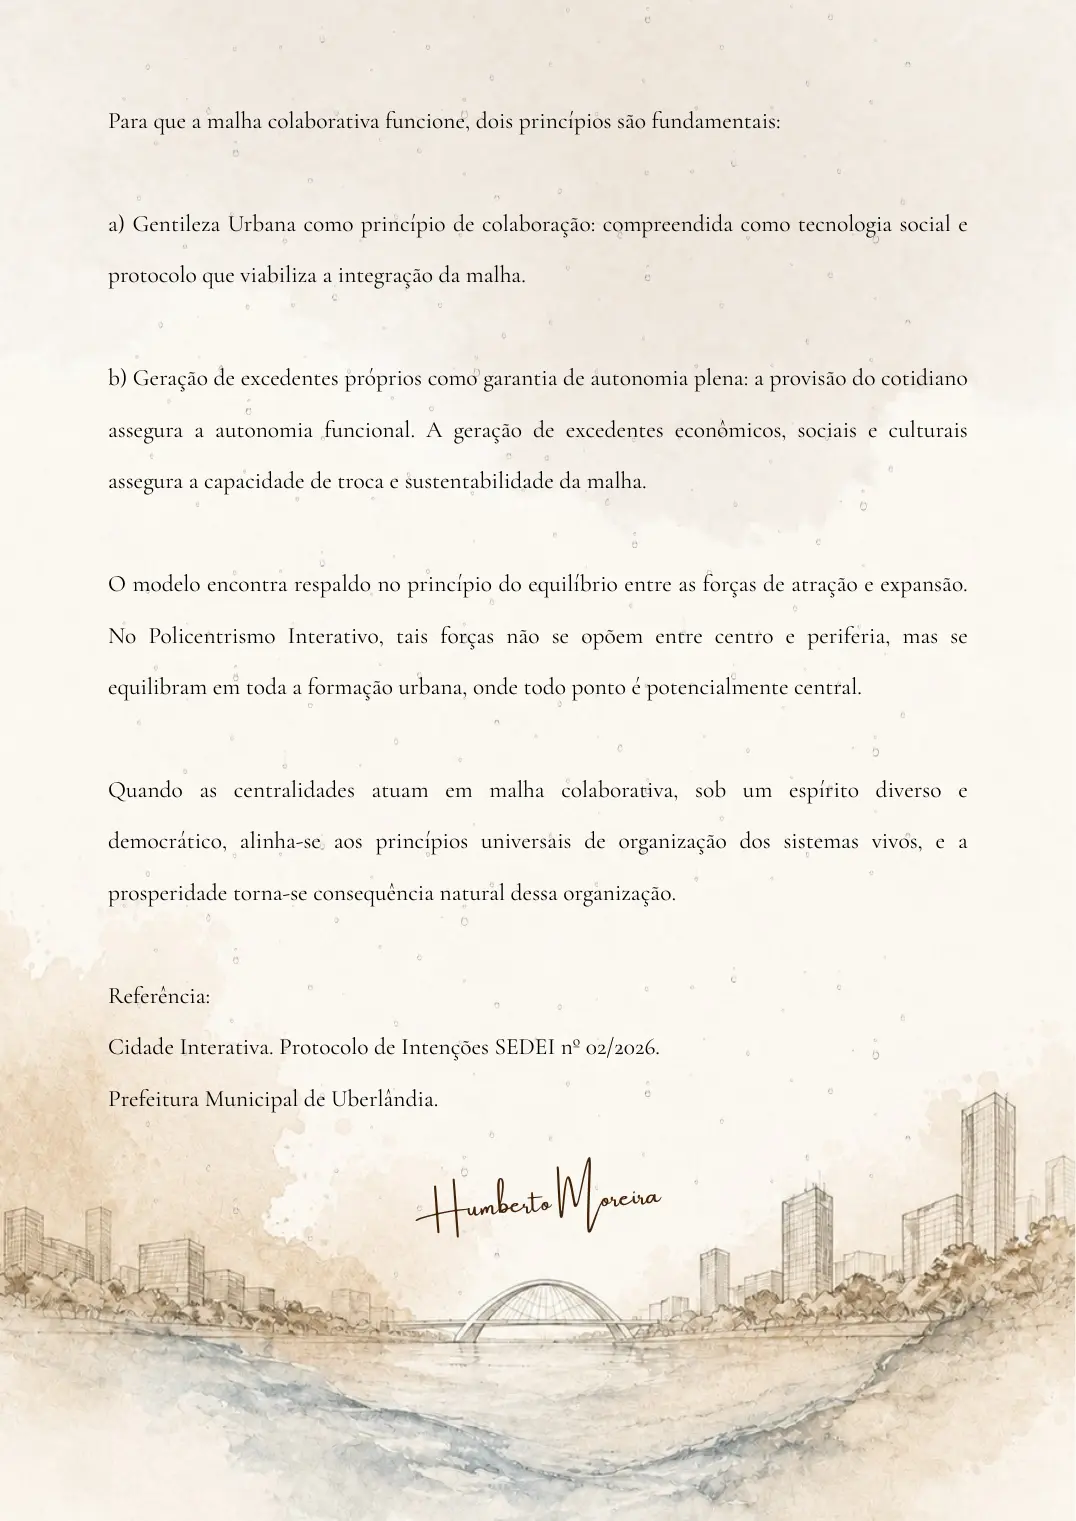 Para que a malha colaborativa funcione, dois princípios são fundamentais:
a) Gentileza Urbana como princípio de colaboração: compreendida como tecnologia social e
protocolo que viabiliza a integração da malha.
b) Geração de excedentes próprios como garantia de autonomia plena: a provisão do cotidiano
assegura a autonomia funcional. A geração de excedentes econômicos, sociais e culturais
assegura a capacidade de troca e sustentabilidade da malha.
O modelo encontra respaldo no princípio do equilíbrio entre as forças de atração e expansão.
No Policentrismo Interativo, tais forças não se opõem entre centro e periferia, mas se
equilibram em toda a formação urbana, onde todo ponto é potencialmente central.
Quando as centralidades atuam em malha colaborativa, sob um espírito diverso e
democrático, alinha-se aos princípios universais de organização dos sistemas vivos, e a
prosperidade torna-se consequência natural dessa organização.
Referência:
Cidade Interativa. Protocolo de Intenções SEDEI nº 02/2026.
Prefeitura Municipal de Uberlândia.
Humberto Moreira